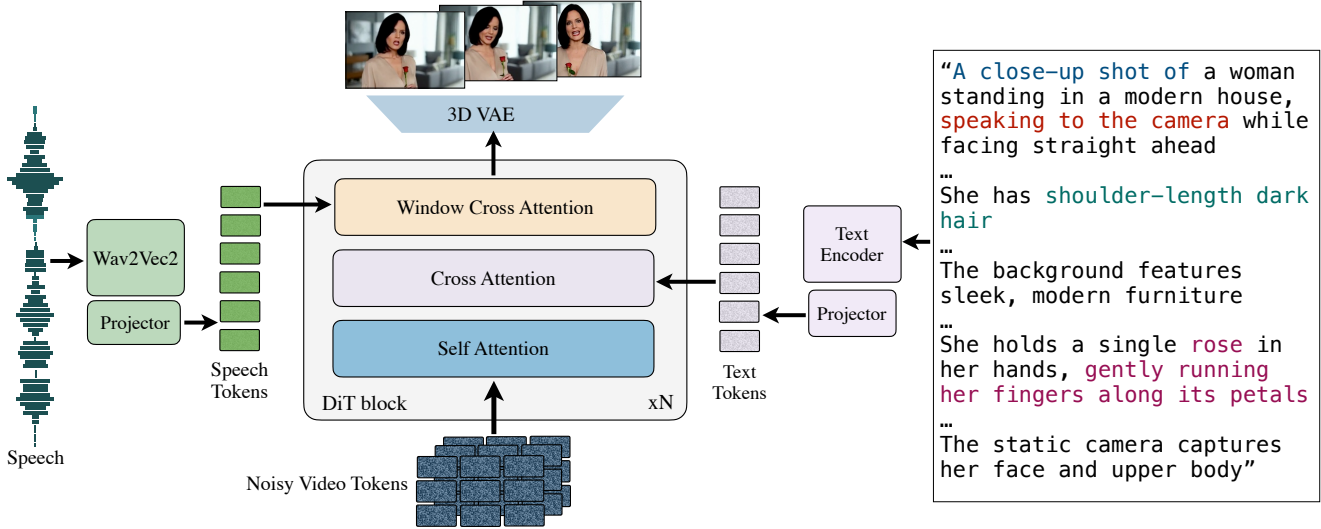 3D VAE
Window Cross Attention
Cross Attention
Self Attention
DiT block
xN
Noisy Video Tokens
Speech
Wav2Vec2
Projector
Speech
Tokens
Text
Tokens
Text
Encoder
Projector
“A close-up shot of a woman
standing in a modern house,
speaking to the camera while
facing straight ahead
…
She has shoulder-length dark
hair
…
The background features
sleek, modern furniture
…
She holds a single rose in
her hands, gently running
her fingers along its petals
…
The static camera captures
her face and upper body”